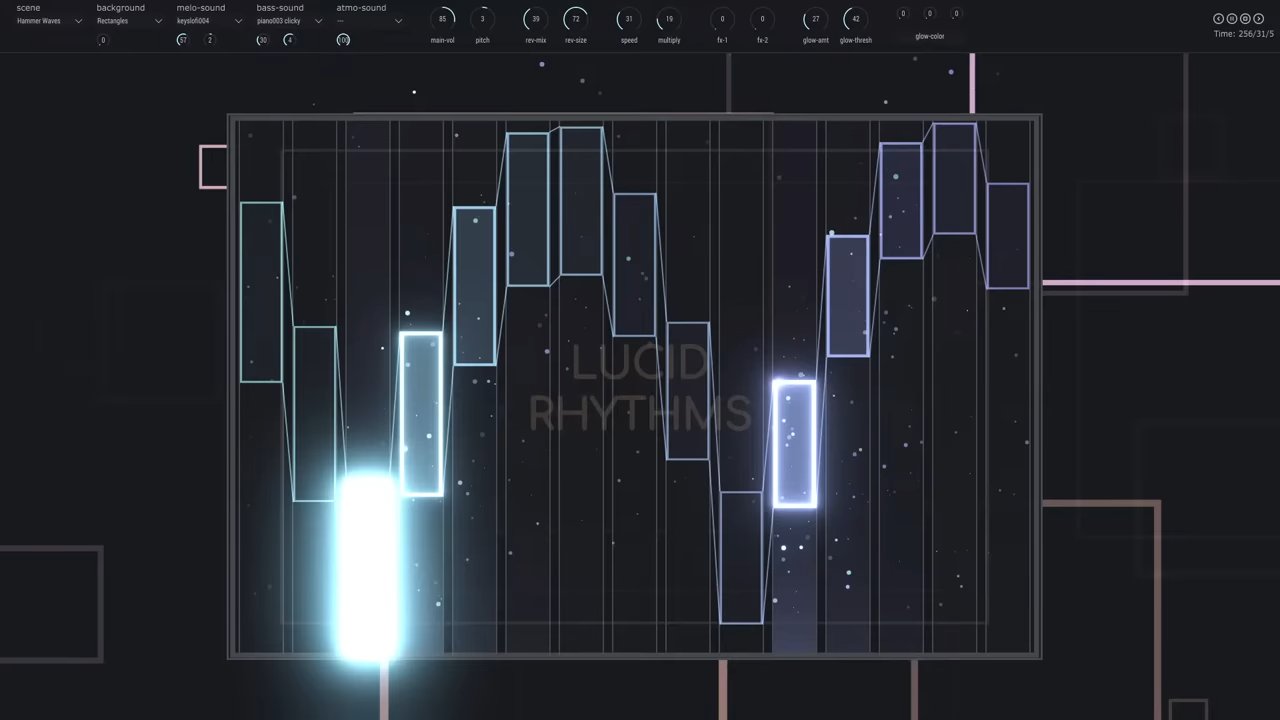 scene background melo-sound bass-sound atmo-sound
Hammer Waves Rectangles keyslofi004 piano003 clicky ---
0 57 2 30 4 100
85 3 39 72 31 19 0 0 27 42 0 0 0
main-vol pitch rev-mix rev-size speed multiply fx-1 fx-2 glow-amt glow-thresh glow-color
Time: 256/31/5
LUCID
RHYTHMS